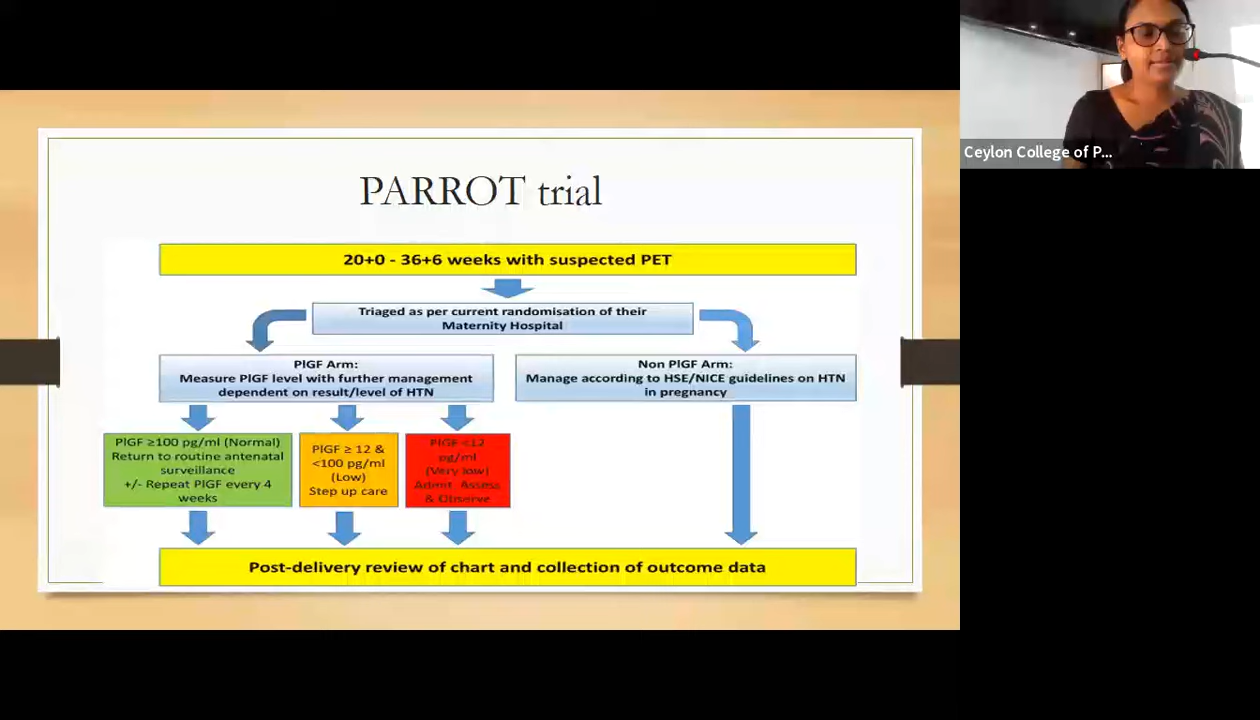 Ceylon College of P...
PARROT trial
20+0 - 36+6 weeks with suspected PET
Triaged as per current randomisation of their
Maternity Hospital
PlGF Arm:
Measure PlGF level with further management
dependent on result/level of HTN
Non PlGF Arm:
Manage according to HSE/NICE guidelines on HTN
in pregnancy
PlGF ≥100 pg/ml (Normal)
Return to routine antenatal
surveillance
+/- Repeat PlGF every 4
weeks
PlGF ≥ 12 &
<100 pg/ml
(Low)
Step up care
PlGF <12
pg/ml
(Very low)
Admit Assess
& Observe
Post-delivery review of chart and collection of outcome data